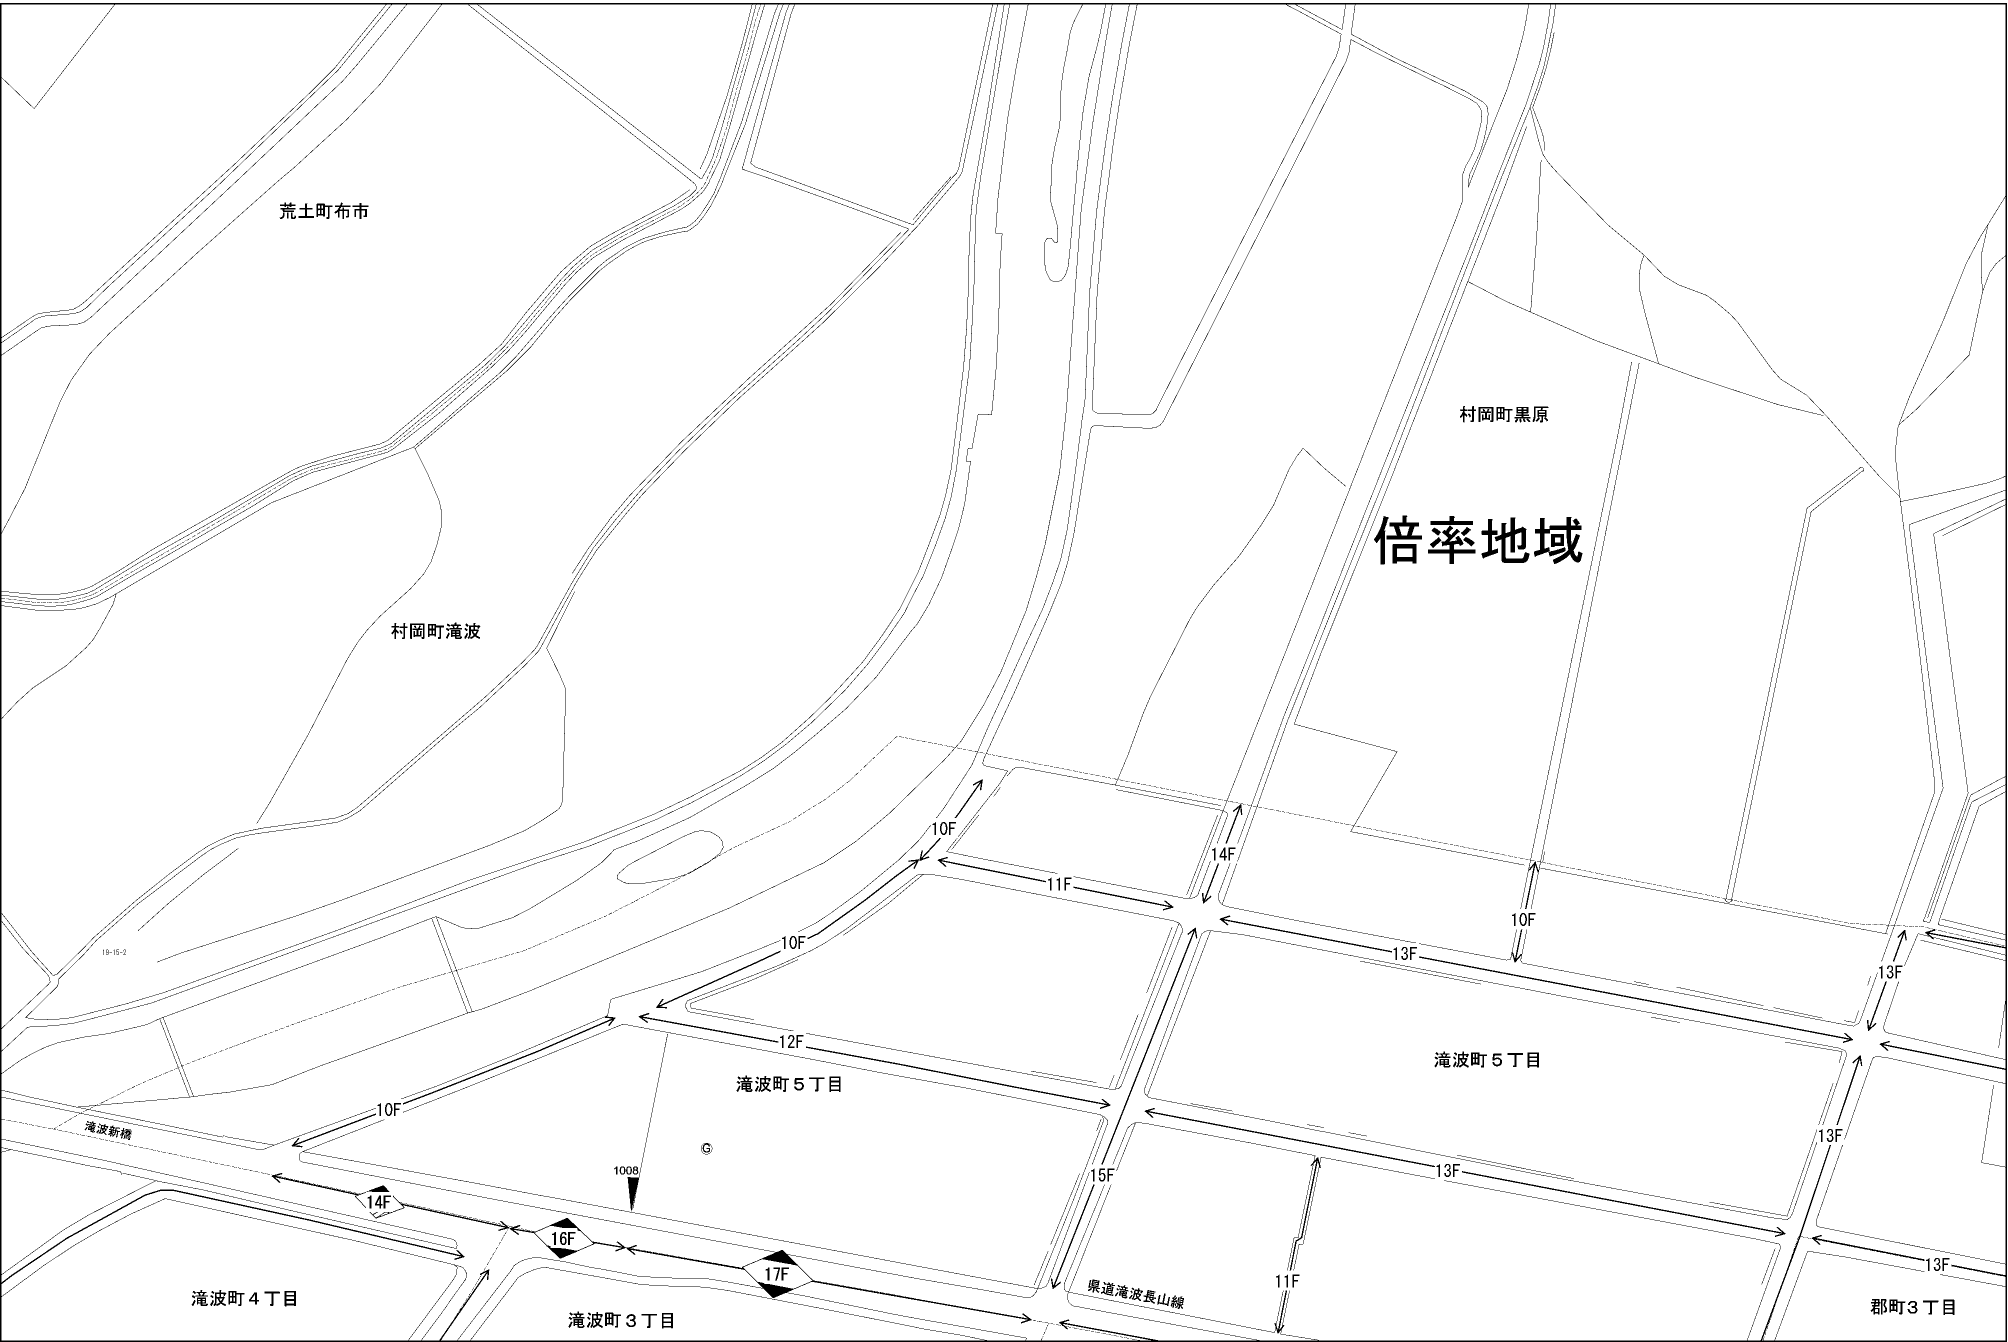 荒土町布市
村岡町黒原
倍率地域
村岡町滝波
10F
14F
11F
10F
10F
13F
19-15-2
13F
12F
滝波町5丁目
滝波町5丁目
10F
滝波新橋
13F
G
1008
15F
13F
14F
16F
17F
11F
13F
県道滝波長山線
滝波町4丁目
滝波町3丁目
郡町3丁目